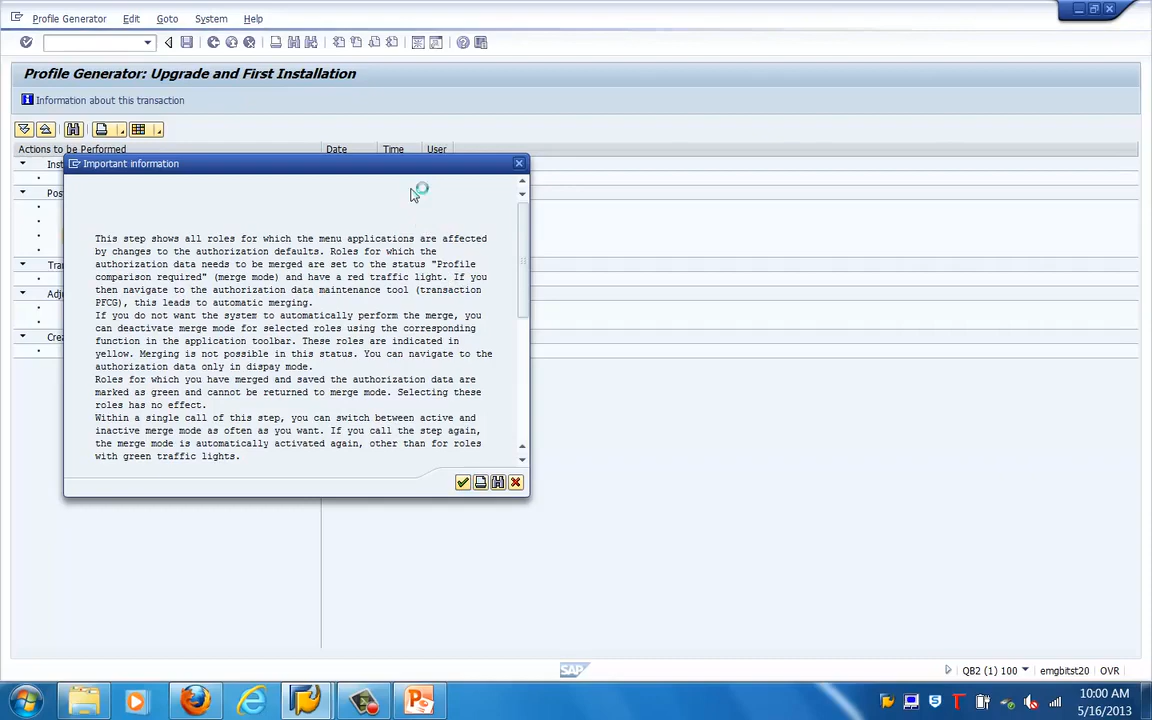 Profile Generator Edit Goto System Help
Profile Generator: Upgrade and First Installation
Information about this transaction
Actions to be Performed Date Time User
Inst
Pos
Tra
Adju
Crea
Important information
This step shows all roles for which the menu applications are affected
by changes to the authorization defaults. Roles for which the
authorization data needs to be merged are set to the status "Profile
comparison required" (merge mode) and have a red traffic light. If you
then navigate to the authorization data maintenance tool (transaction
PFCG), this leads to automatic merging.
If you do not want the system to automatically perform the merge, you
can deactivate merge mode for selected roles using the corresponding
function in the application toolbar. These roles are indicated in
yellow. Merging is not possible in this status. You can navigate to the
authorization data only in dispay mode.
Roles for which you have merged and saved the authorization data are
marked as green and cannot be returned to merge mode. Selecting these
roles has no effect.
Within a single call of this step, you can switch between active and
inactive merge mode as often as you want. If you call the step again,
the merge mode is automatically activated again, other than for roles
with green traffic lights.
SAP
QB2 (1) 100 emgbitst20 OVR
10:00 AM
5/16/2013